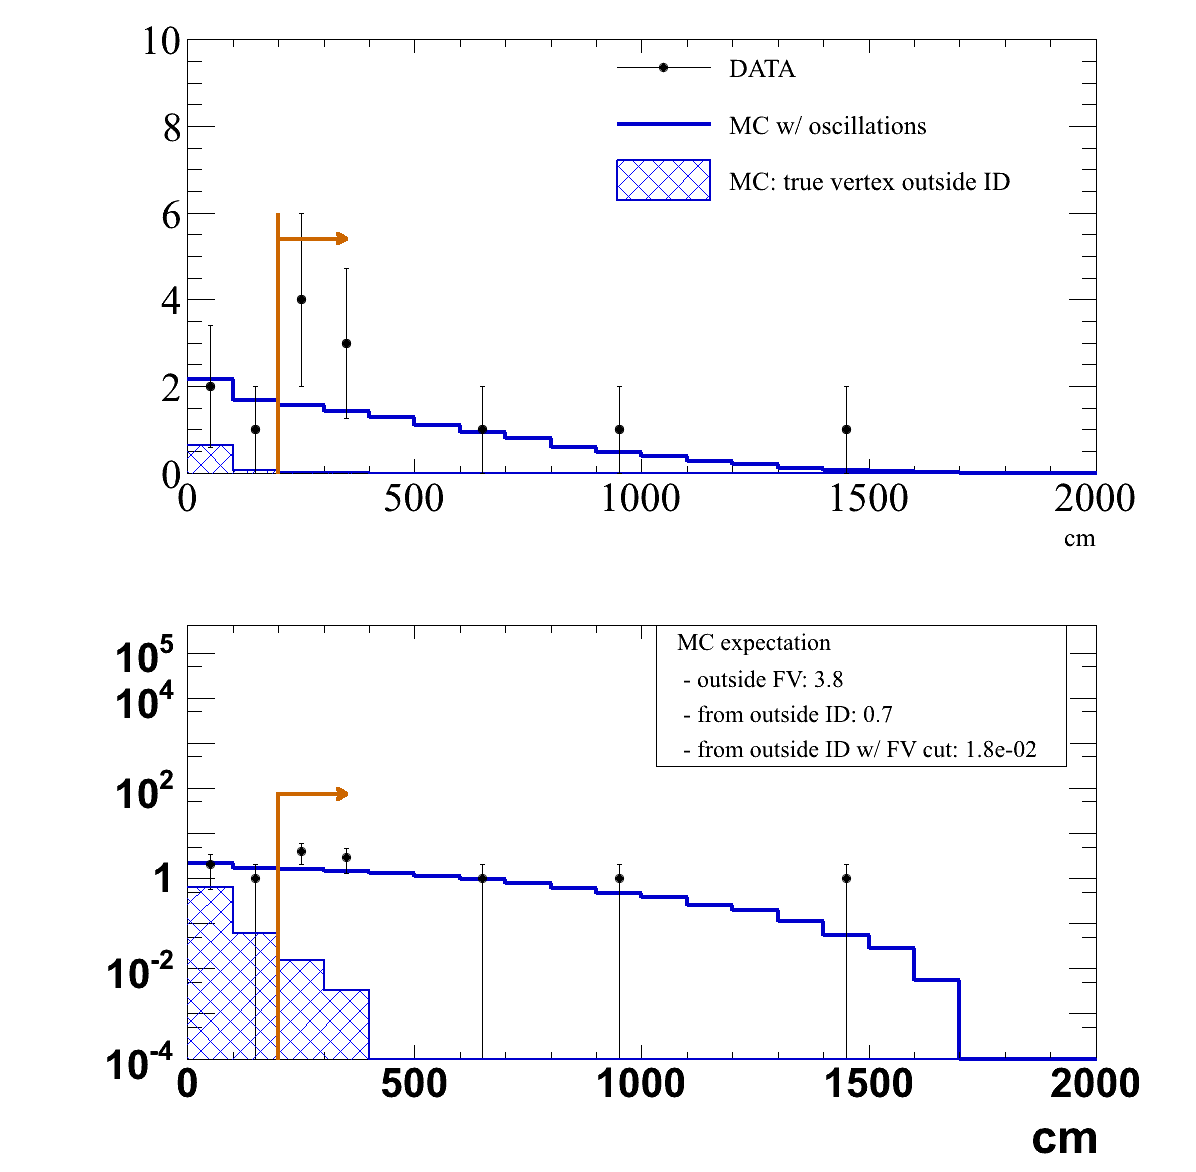 10
DATA
8
MC w/ oscillations
MC: true vertex outside ID
6
4
2
0
0 500 1000 1500 2000
cm
MC expectation
- outside FV: 3.8
- from outside ID: 0.7
- from outside ID w/ FV cut: 1.8e-02
10^5
10^4
10^2
1
10^-2
10^-4
0 500 1000 1500 2000
cm